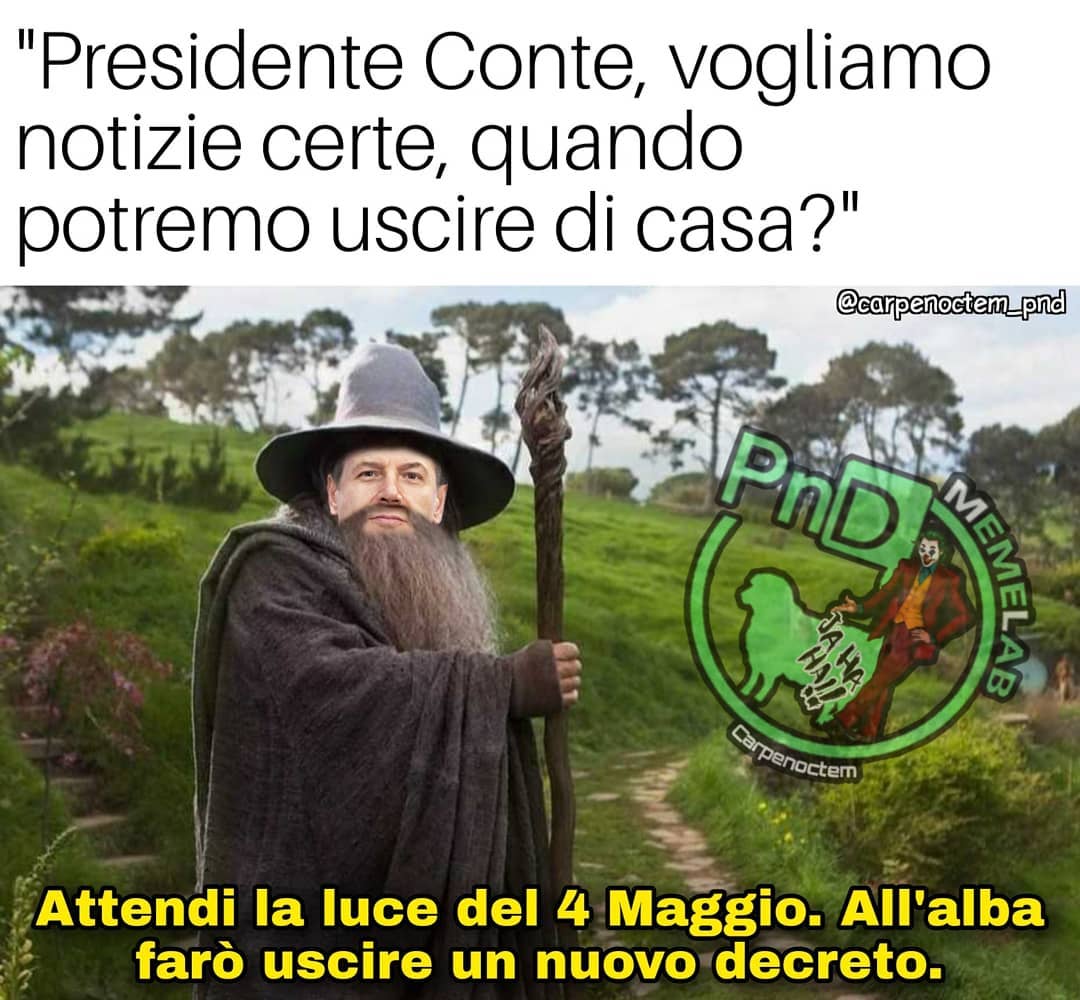 "Presidente Conte, vogliamo
notizie certe, quando
potremo uscire di casa?"
@carpenoctem_pnd
PnD
MEMELAB
Carpenoctem
Attendi la luce del 4 Maggio. All'alba
farò uscire un nuovo decreto.